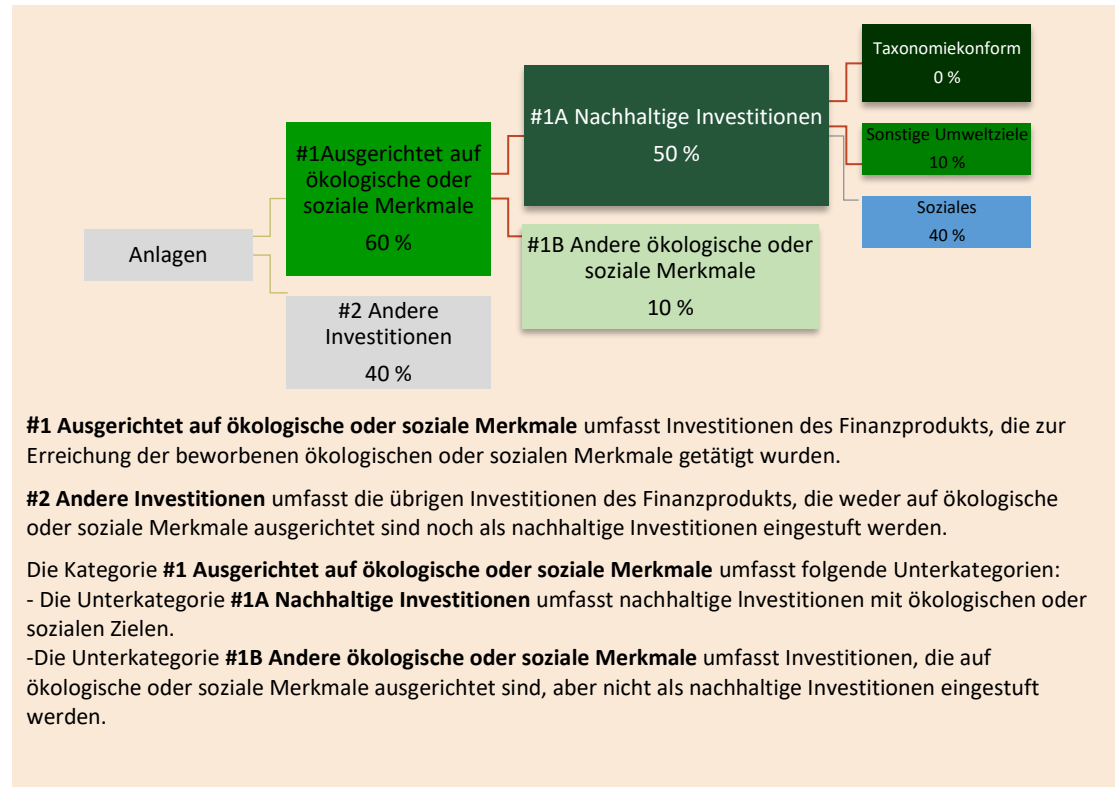 Taxonomiekonform
0 %
#1A Nachhaltige Investitionen
50 %
Sonstige Umweltziele
10 %
#1Ausgerichtet auf
ökologische oder
soziale Merkmale
60 %
Soziales
40 %
#1B Andere ökologische oder
soziale Merkmale
10 %
Anlagen
#2 Andere
Investitionen
40 %
#1 Ausgerichtet auf ökologische oder soziale Merkmale umfasst Investitionen des Finanzprodukts, die zur
Erreichung der beworbenen ökologischen oder sozialen Merkmale getätigt wurden.
#2 Andere Investitionen umfasst die übrigen Investitionen des Finanzprodukts, die weder auf ökologische
oder soziale Merkmale ausgerichtet sind noch als nachhaltige Investitionen eingestuft werden.
Die Kategorie #1 Ausgerichtet auf ökologische oder soziale Merkmale umfasst folgende Unterkategorien:
- Die Unterkategorie #1A Nachhaltige Investitionen umfasst nachhaltige lnvestitionen mit ökologischen oder
sozialen Zielen.
-Die Unterkategorie #1B Andere ökologische oder soziale Merkmale umfasst Investitionen, die auf
ökologische oder soziale Merkmale ausgerichtet sind, aber nicht als nachhaltige Investitionen eingestuft
werden.